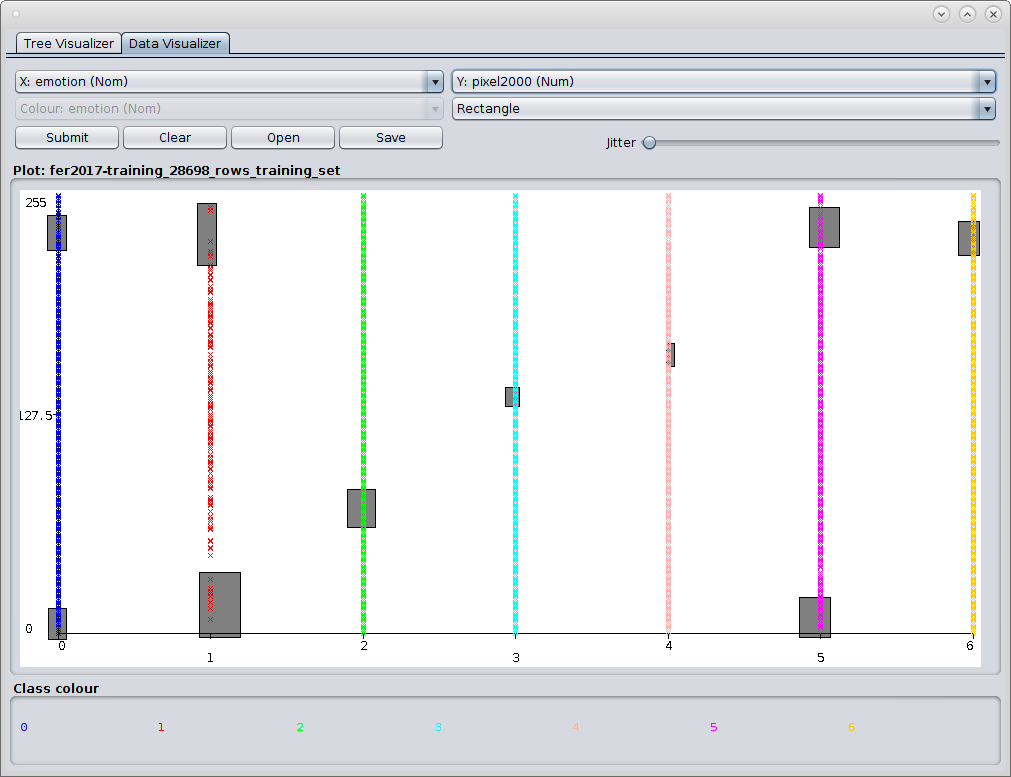 Tree Visualizer Data Visualizer
X: emotion (Nom) Y: pixel2000 (Num)
Colour: emotion (Nom) Rectangle
Submit Clear Open Save Jitter
Plot: fer2017-training_28698_rows_training_set
255
127.5
0
0 2 4 6
1 3 5
Class colour
0 1 2 3 4 5 6